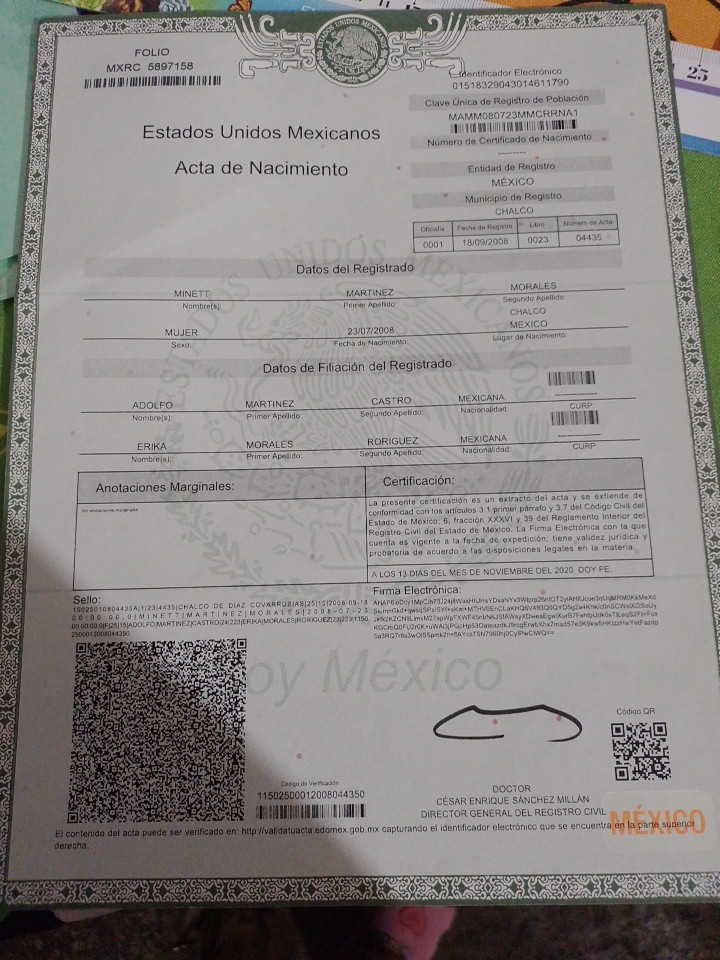 ESTADOS UNIDOS MEXICANOS
FOLIO
MXRC 5897158
Identificador Electrónico
01518329043014611790
Clave Única de Registro de Población
MAMM080723MMCRRNA1
Número de Certificado de Nacimiento
----------
Estados Unidos Mexicanos
Acta de Nacimiento
Entidad de Registro
MÉXICO
Municipio de Registro
CHALCO
Oficialía Fecha de Registro Libro Número de Acta
0001 18/09/2008 0023 04435
Datos del Registrado
MINETT MARTINEZ MORALES
Nombre(s): Primer Apellido: Segundo Apellido:
CHALCO
MUJER 23/07/2008 MEXICO
Sexo: Fecha de Nacimiento: Lugar de Nacimiento:
Datos de Filiación del Registrado
ADOLFO MARTINEZ CASTRO MEXICANA
Nombre(s): Primer Apellido: Segundo Apellido: Nacionalidad: CURP:
ERIKA MORALES RORIGUEZ MEXICANA
Nombre(s): Primer Apellido: Segundo Apellido: Nacionalidad: CURP:
Anotaciones Marginales:
Sin anotaciones marginales
Certificación:
La presente certificación es un extracto del acta y se extiende de
conformidad con los artículos 3.1 primer párrafo y 3.7 del Código Civil del
Estado de México; 6, fracción XXXVI y 39 del Reglamento Interior del
Registro Civil del Estado de México. La Firma Electrónica con la que
cuenta es vigente a la fecha de expedición; tiene validez jurídica y
probatoria de acuerdo a las disposiciones legales en la materia.
A LOS 13 DÍAS DEL MES DE NOVIEMBRE DEL 2020 DOY FE.
Sello:
Firma Electrónica:
Soy México
Código QR
Código de Verificación
11502500012008044350
DOCTOR
CÉSAR ENRIQUE SÁNCHEZ MILLÁN
DIRECTOR GENERAL DEL REGISTRO CIVIL
MÉXICO
El contenido del acta puede ser verificado en: http://validatuacta.edomex.gob.mx capturando el identificador electrónico que se encuentra en la parte superior
derecha.
25